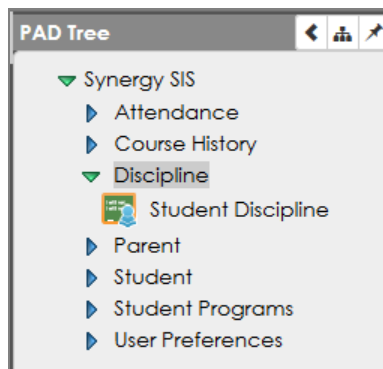 PAD Tree
Synergy SIS
Attendance
Course History
Discipline
Student Discipline
Parent
Student
Student Programs
User Preferences